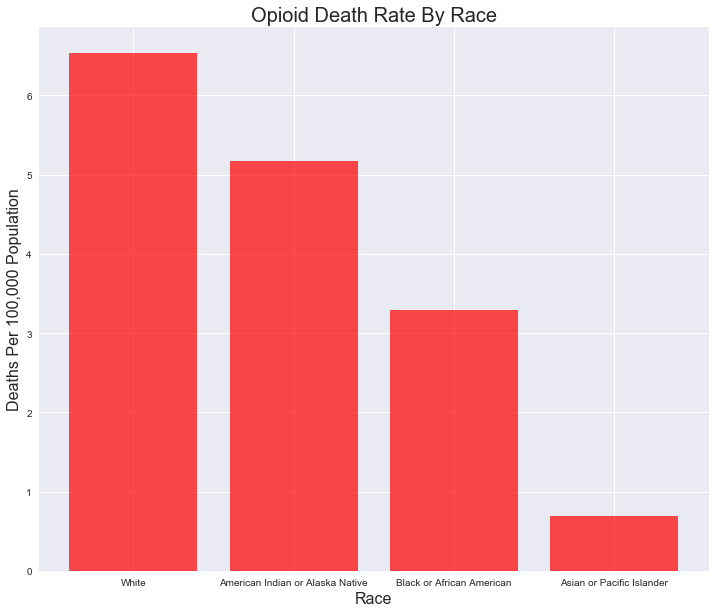 Opioid Death Rate By Race
Deaths Per 100,000 Population
6
5
4
3
2
1
0
White
American Indian or Alaska Native
Black or African American
Asian or Pacific Islander
Race